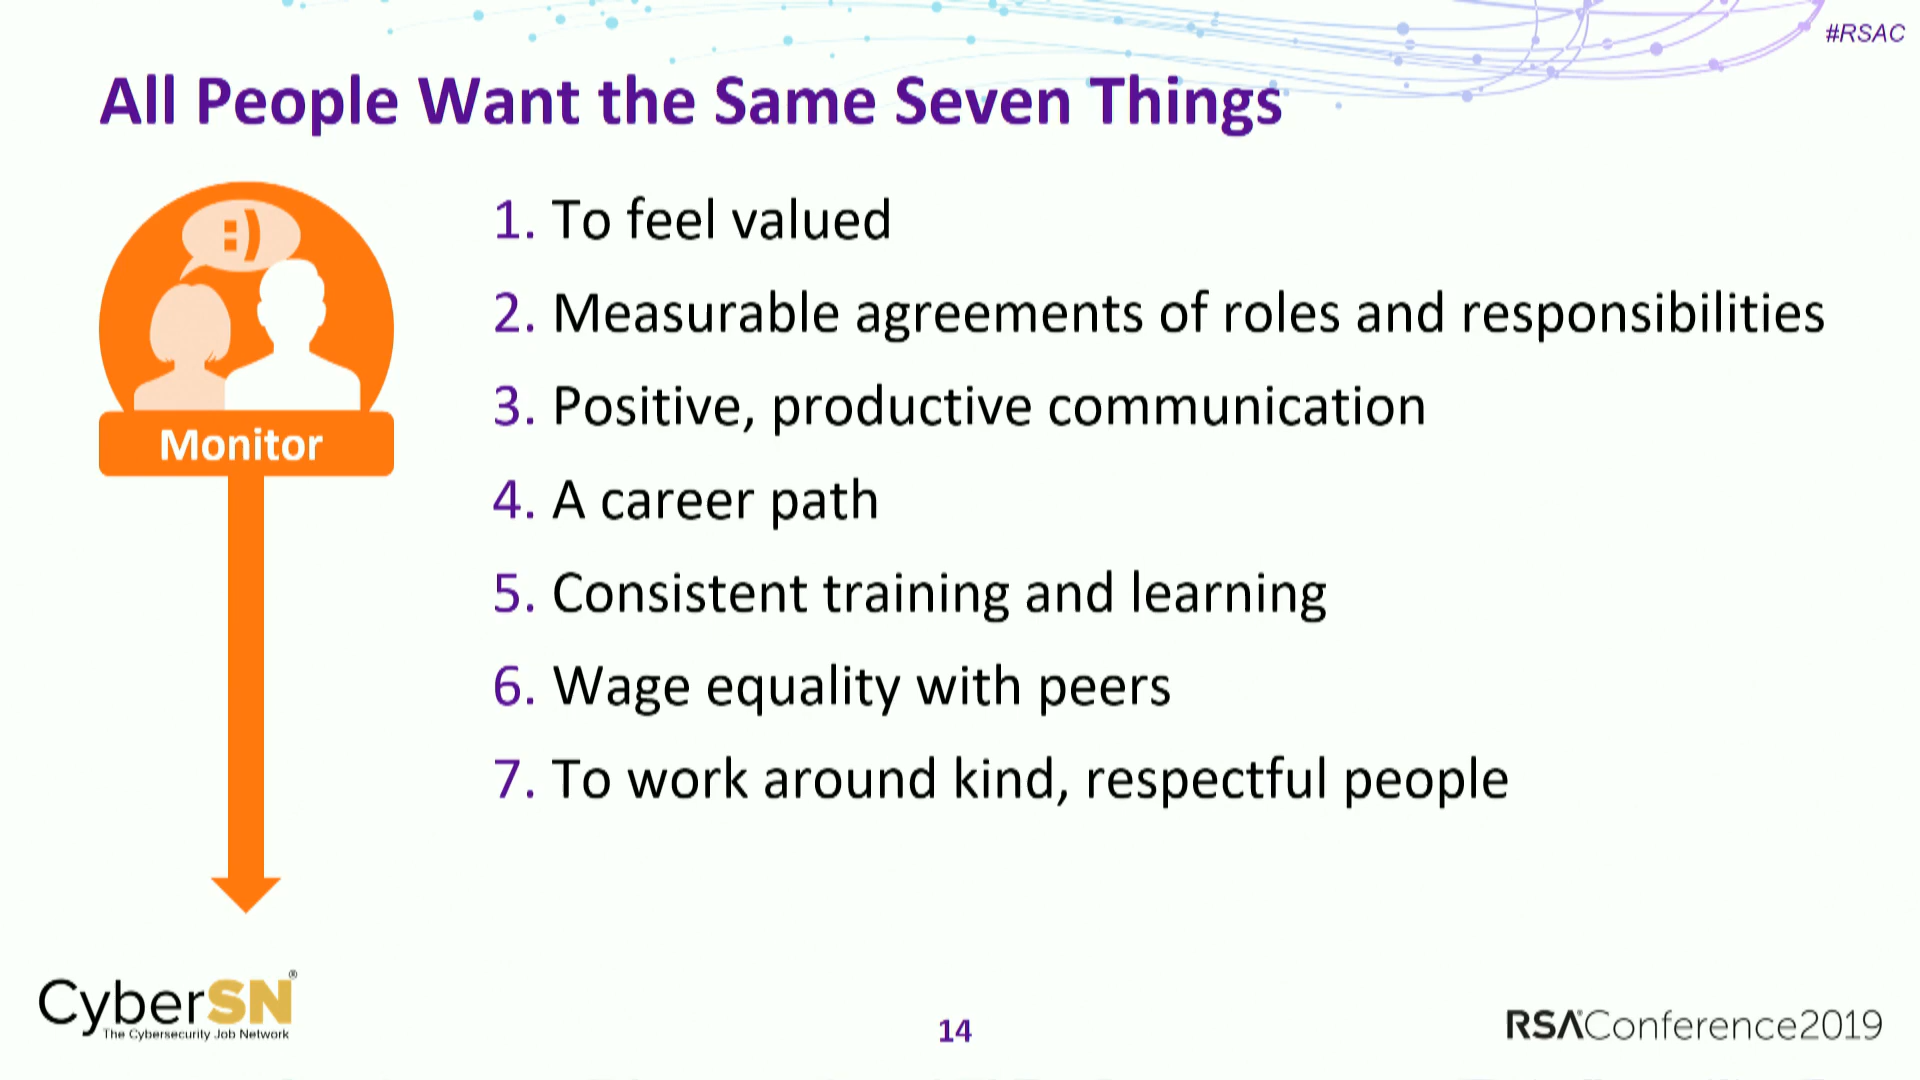 #RSAC
All People Want the Same Seven Things
:)
Monitor
1. To feel valued
2. Measurable agreements of roles and responsibilities
3. Positive, productive communication
4. A career path
5. Consistent training and learning
6. Wage equality with peers
7. To work around kind, respectful people
CyberSN®
The Cybersecurity Job Network
14
RSAConference2019